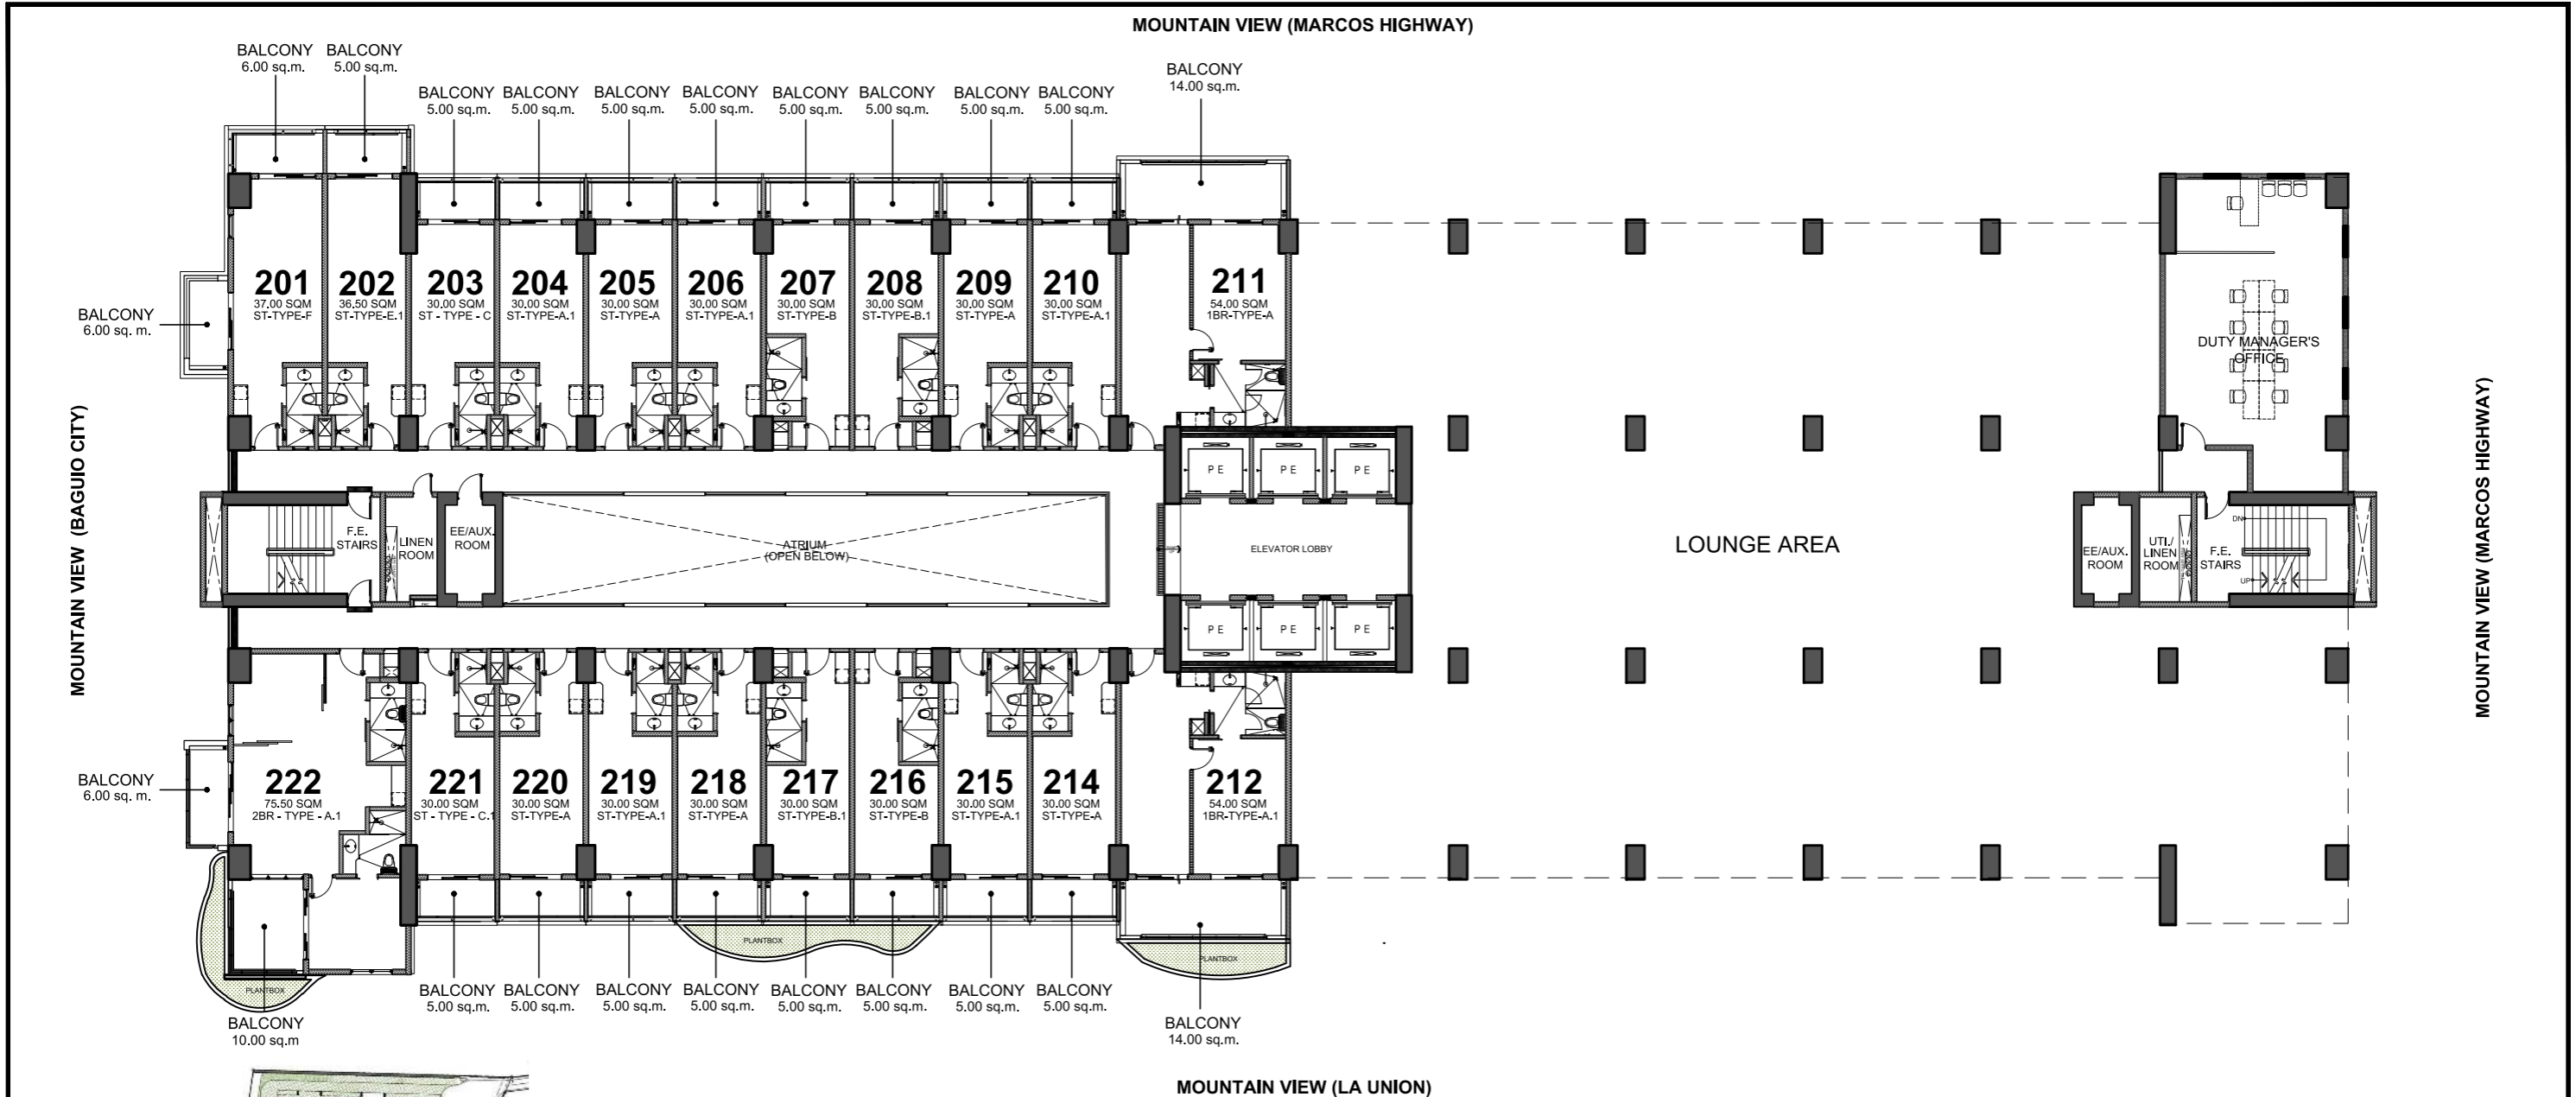 MOUNTAIN VIEW (MARCOS HIGHWAY)
BALCONY
6.00 sq.m.
BALCONY
5.00 sq.m.
BALCONY
5.00 sq.m.
BALCONY
5.00 sq.m.
BALCONY
5.00 sq.m.
BALCONY
5.00 sq.m.
BALCONY
5.00 sq.m.
BALCONY
5.00 sq.m.
BALCONY
5.00 sq.m.
BALCONY
5.00 sq.m.
BALCONY
14.00 sq.m.
201
37.00 SQM
ST-TYPE-F
202
36.50 SQM
ST-TYPE-E.1
203
30.00 SQM
ST - TYPE - C
204
30.00 SQM
ST-TYPE-A.1
205
30.00 SQM
ST-TYPE-A
206
30.00 SQM
ST-TYPE-A.1
207
30.00 SQM
ST-TYPE-B
208
30.00 SQM
ST-TYPE-B.1
209
30.00 SQM
ST-TYPE-A
210
30.00 SQM
ST-TYPE-A.1
211
54.00 SQM
1BR-TYPE-A
BALCONY
6.00 sq. m.
DUTY MANAGER'S
OFFICE
MOUNTAIN VIEW (BAGUIO CITY)
MOUNTAIN VIEW (MARCOS HIGHWAY)
P E
P E
P E
F.E.
STAIRS
LINEN
ROOM
EE/AUX.
ROOM
ATRIUM
(OPEN BELOW)
ELEVATOR LOBBY
LOUNGE AREA
EE/AUX.
ROOM
UTI./
LINEN
ROOM
F.E.
STAIRS
DN
UP
P E
P E
P E
BALCONY
6.00 sq. m.
222
75.50 SQM
2BR - TYPE - A.1
221
30.00 SQM
ST - TYPE - C.1
220
30.00 SQM
ST-TYPE-A
219
30.00 SQM
ST-TYPE-A.1
218
30.00 SQM
ST-TYPE-A
217
30.00 SQM
ST-TYPE-B.1
216
30.00 SQM
ST-TYPE-B
215
30.00 SQM
ST-TYPE-A.1
214
30.00 SQM
ST-TYPE-A
212
54.00 SQM
1BR-TYPE-A.1
PLANTBOX
PLANTBOX
PLANTBOX
BALCONY
10.00 sq.m
BALCONY
5.00 sq.m.
BALCONY
5.00 sq.m.
BALCONY
5.00 sq.m.
BALCONY
5.00 sq.m.
BALCONY
5.00 sq.m.
BALCONY
5.00 sq.m.
BALCONY
5.00 sq.m.
BALCONY
5.00 sq.m.
BALCONY
14.00 sq.m.
MOUNTAIN VIEW (LA UNION)